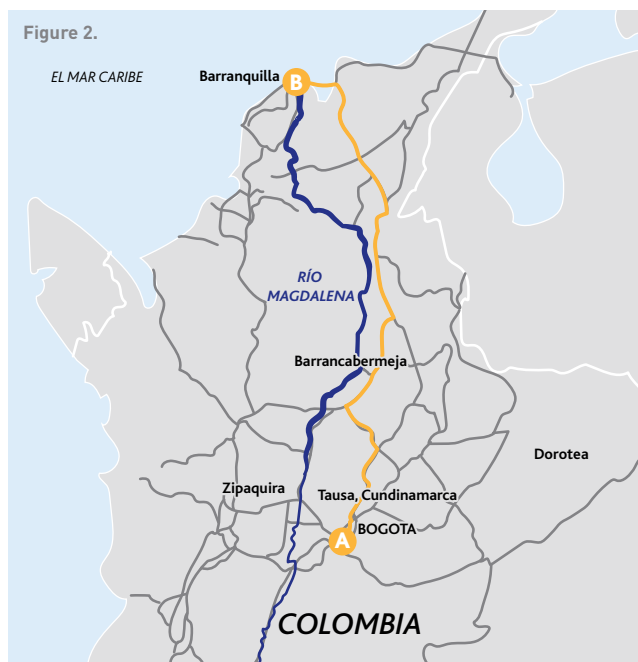 Figure 2.
EL MAR CARIBE
Barranquilla
B
RÍO
MAGDALENA
Barrancabermeja
Dorotea
Zipaquira
Tausa, Cundinamarca
BOGOTA
A
COLOMBIA